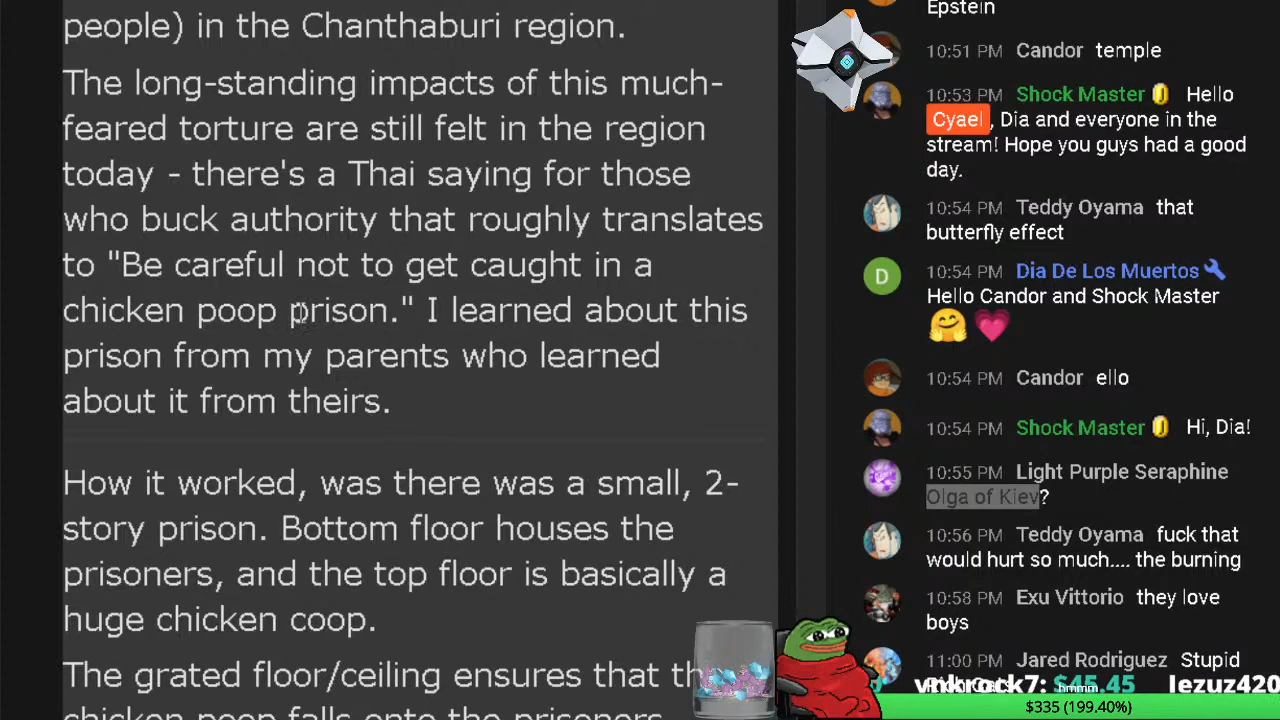 people) in the Chanthaburi region.
The long-standing impacts of this much-
feared torture are still felt in the region
today - there's a Thai saying for those
who buck authority that roughly translates
to "Be careful not to get caught in a
chicken poop prison." I learned about this
prison from my parents who learned
about it from theirs.
How it worked, was there was a small, 2-
story prison. Bottom floor houses the
prisoners, and the top floor is basically a
huge chicken coop.
The grated floor/ceiling ensures that
chicken poop falls onto the prisoners
Epstein
10:51 PM Candor temple
10:53 PM Shock Master Hello
Cyael, Dia and everyone in the
stream! Hope you guys had a good
day.
10:54 PM Teddy Oyama that
butterfly effect
D
10:54 PM Dia De Los Muertos
Hello Candor and Shock Master
10:54 PM Candor ello
10:54 PM Shock Master Hi, Dia!
10:55 PM Light Purple Seraphine
Olga of Kiev?
10:56 PM Teddy Oyama fuck that
would hurt so much.... the burning
10:58 PM Exu Vittorio they love
boys
11:00 PM Jared Rodriguez Stupid
vnkrock7: $45.45 lezuz420
hmmm
$335 (199.40%)